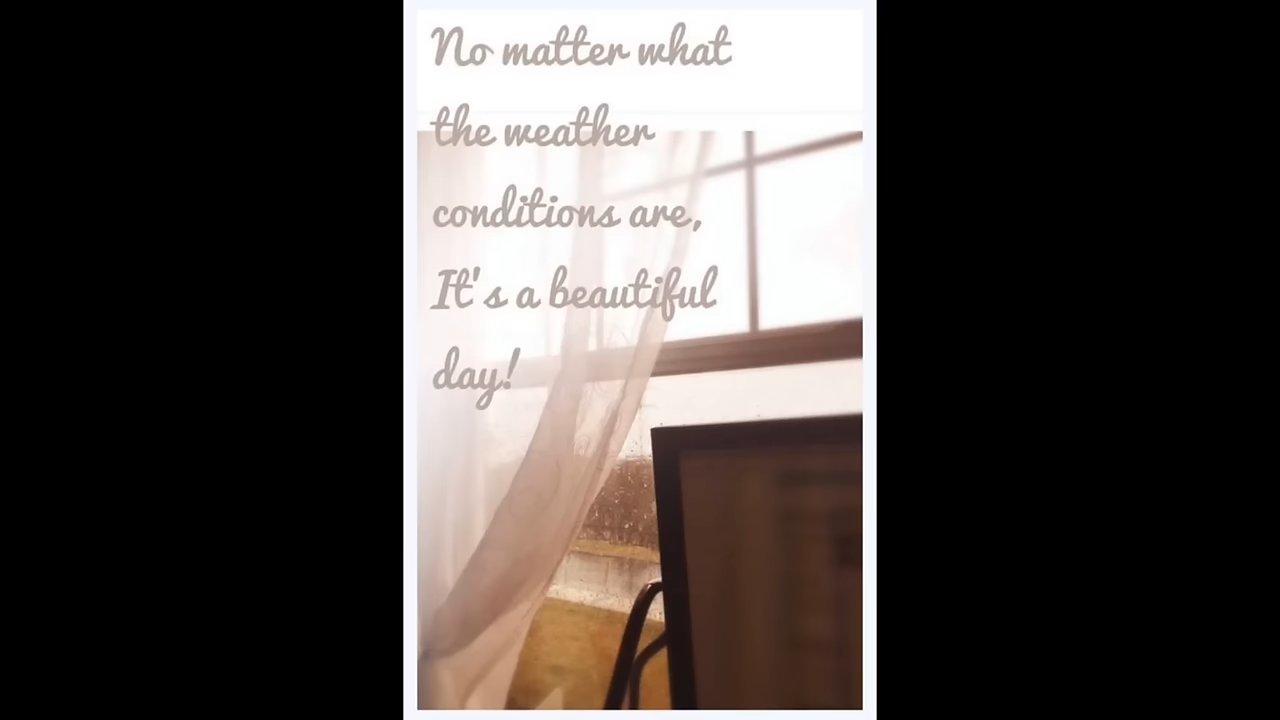 No matter what
the weather
conditions are,
It's a beautiful
day!